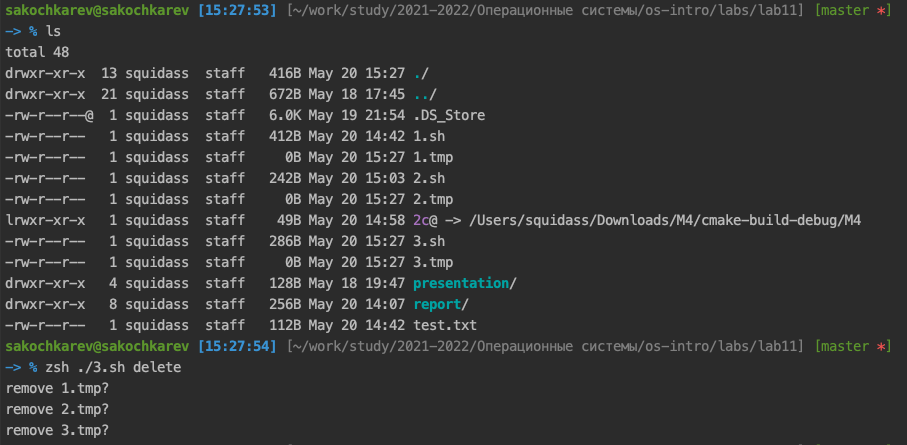 sakochkarev@sakochkarev [15:27:53] [~/work/study/2021-2022/Операционные системы/os-intro/labs/lab11] [master *]
-> % ls
total 48
drwxr-xr-x  13 squidass  staff   416B May 20 15:27 ./
drwxr-xr-x  21 squidass  staff   672B May 18 17:45 ../
-rw-r--r--@  1 squidass  staff   6.0K May 19 21:54 .DS_Store
-rw-r--r--   1 squidass  staff   412B May 20 14:42 1.sh
-rw-r--r--   1 squidass  staff     0B May 20 15:27 1.tmp
-rw-r--r--   1 squidass  staff   242B May 20 15:03 2.sh
-rw-r--r--   1 squidass  staff     0B May 20 15:27 2.tmp
lrwxr-xr-x   1 squidass  staff    49B May 20 14:58 2c@ -> /Users/squidass/Downloads/M4/cmake-build-debug/M4
-rw-r--r--   1 squidass  staff   286B May 20 15:27 3.sh
-rw-r--r--   1 squidass  staff     0B May 20 15:27 3.tmp
drwxr-xr-x   4 squidass  staff   128B May 18 19:47 presentation/
drwxr-xr-x   8 squidass  staff   256B May 20 14:07 report/
-rw-r--r--   1 squidass  staff   112B May 20 14:42 test.txt
sakochkarev@sakochkarev [15:27:54] [~/work/study/2021-2022/Операционные системы/os-intro/labs/lab11] [master *]
-> % zsh ./3.sh delete
remove 1.tmp?
remove 2.tmp?
remove 3.tmp?